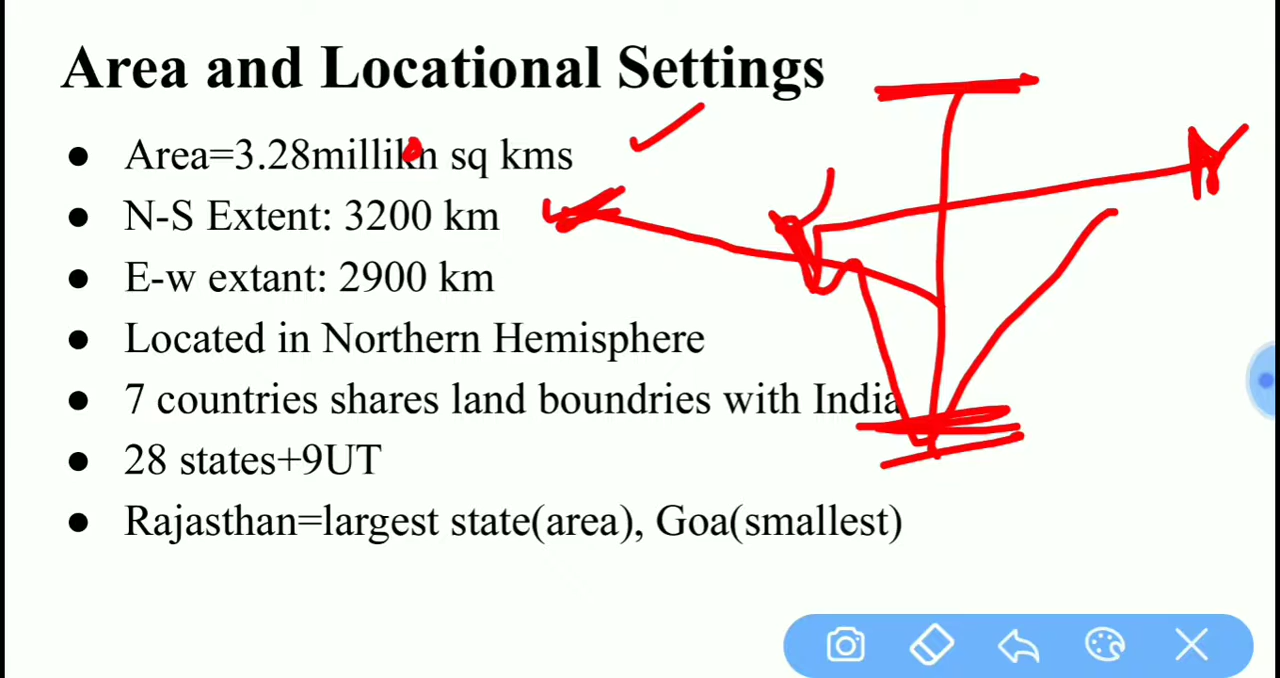 Area and Locational Settings
● Area=3.28millikn sq kms
● N-S Extent: 3200 km
● E-w extant: 2900 km
● Located in Northern Hemisphere
● 7 countries shares land boundries with India
● 28 states+9UT
● Rajasthan=largest state(area), Goa(smallest)